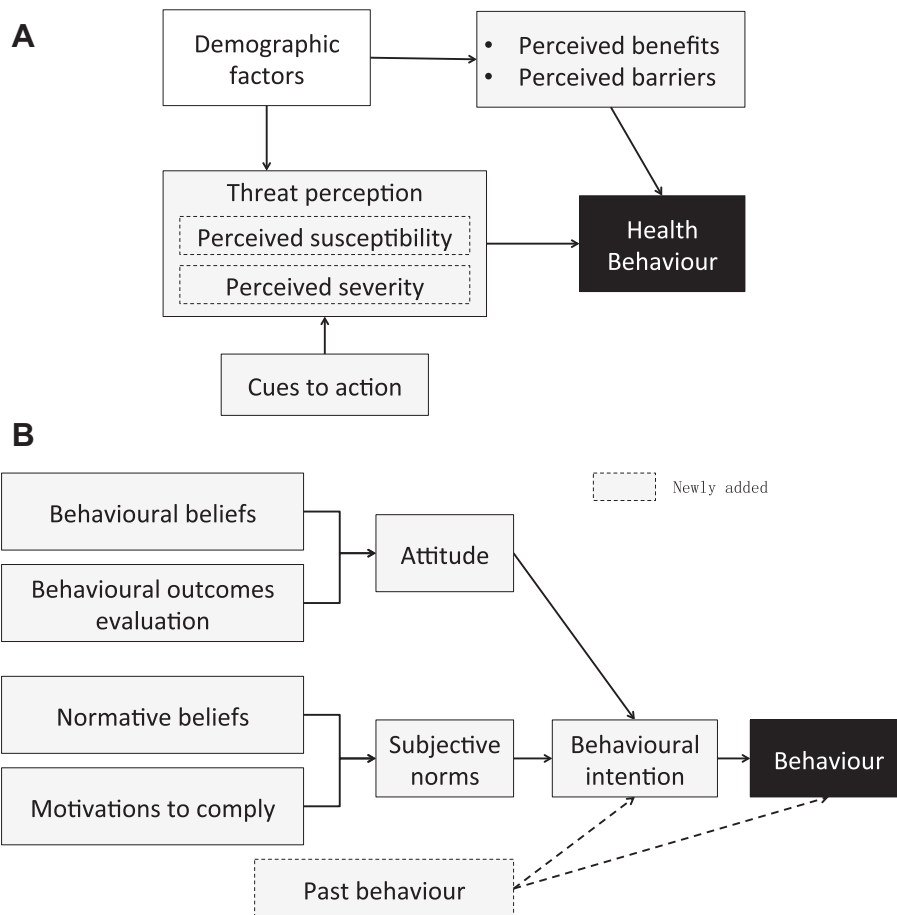 A
Demographic
factors
• Perceived benefits
• Perceived barriers
Threat perception
Perceived susceptibility
Perceived severity
Health
Behaviour
Cues to action
B
Newly added
Behavioural beliefs
Behavioural outcomes
evaluation
Attitude
Normative beliefs
Motivations to comply
Subjective
norms
Behavioural
intention
Behaviour
Past behaviour